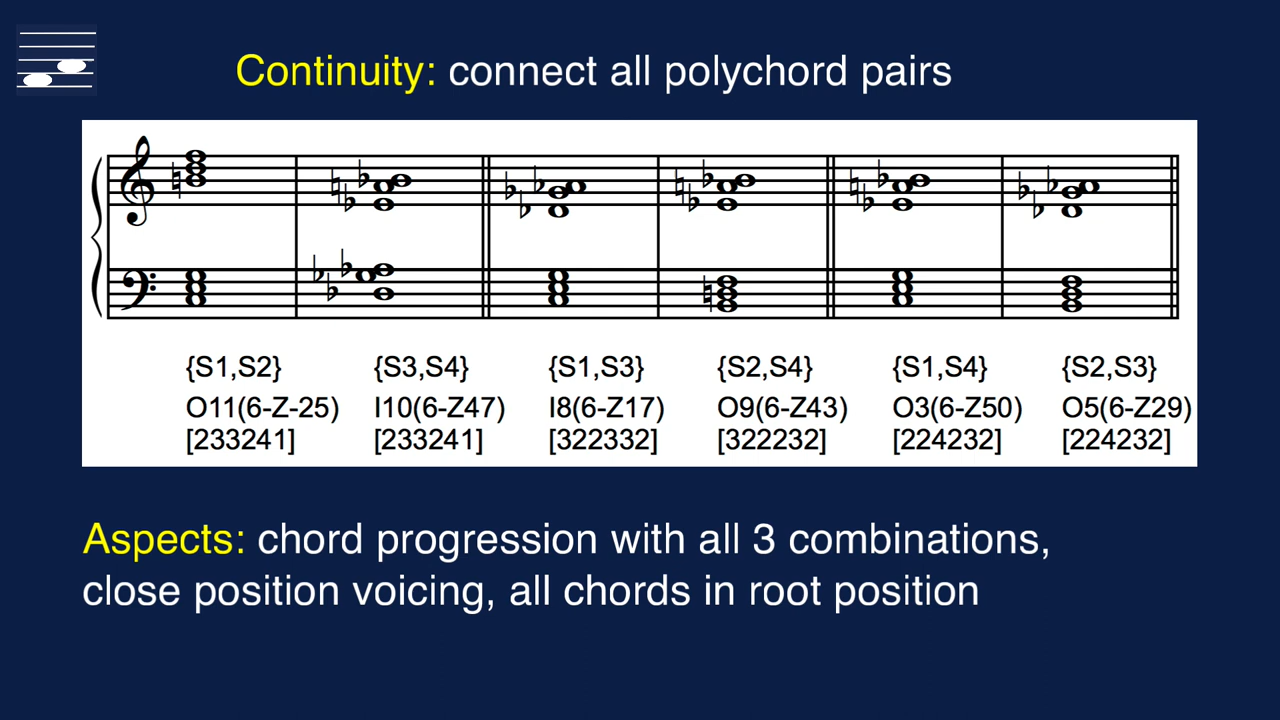 Continuity: connect all polychord pairs
{S1,S2} {S3,S4} {S1,S3} {S2,S4} {S1,S4} {S2,S3}
O11(6-Z-25) I10(6-Z47) I8(6-Z17) O9(6-Z43) O3(6-Z50) O5(6-Z29)
[233241] [233241] [322332] [322232] [224232] [224232]
Aspects: chord progression with all 3 combinations,
close position voicing, all chords in root position